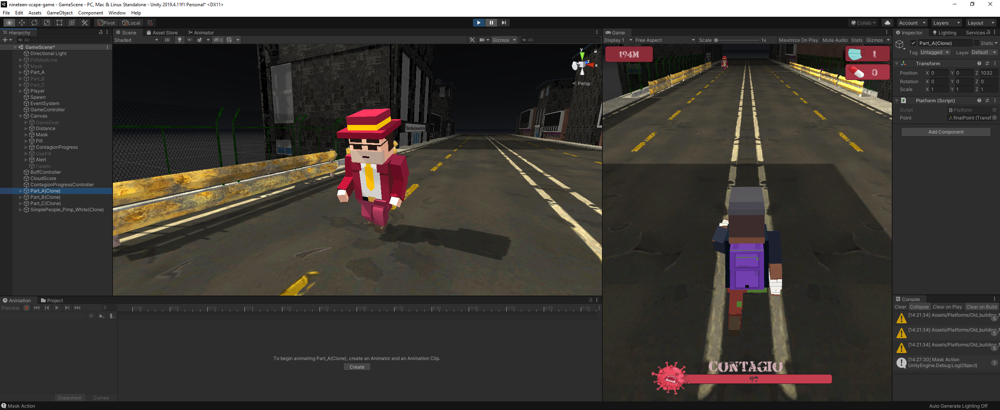 nineteen-scape-game - GameScene - PC, Mac & Linux Standalone - Unity 2019.4.11f1 Personal* <DX11>
File Edit Assets GameObject Component Window Help
Pivot Local Collab Account Layers Layout
Hierarchy
All
GameScene*
Directional Light
PillMedicine
Mask
Part_A
Part_B
Part_C
Player
Spawn
EventSystem
GameController
Canvas
GameOver
Distance
Mask
Pill
ContagionProgress
UsePill
Alert
FadeIn
BuffController
CloudScore
ContagionProgressController
Part_A(Clone)
Part_B(Clone)
Part_C(Clone)
SimplePeople_Pimp_White(Clone)
Scene Asset Store Animator
Shaded 2D 0 Gizmos All
y
z
x
Persp
Game
Display 1 Free Aspect Scale 1x Maximize On Play Mute Audio Stats Gizmos
194M
1
0
CONTAGIO
97
Inspector Lighting Services
Part_A(Clone) Static
Tag Untagged Layer Default
Transform
Position X 0 Y 0 Z 1032
Rotation X 0 Y 0 Z 0
Scale X 1 Y 1 Z 1
Platform (Script)
Script Platform
Point finalPoint (Transf
Add Component
Animation Project
Preview 0 0:00 0:05 0:10 0:15 0:20 0:25 0:30 0:35 0:40 0:45 0:50 0:55 1:00
To begin animating Part_A(Clone), create an Animator and an Animation Clip.
Create
Dopesheet Curves
Console
Clear Collapse Clear on Play Clear on Build
[14:21:34] Assets/Platforms/Old_building_N
5
[14:21:34] Assets/Platforms/Old_building_N
5
[14:21:34] Assets/Platforms/Old_building_N
5
[14:27:30] Mask Action
UnityEngine.Debug:Log(Object)
1
Mask Action
Auto Generate Lighting Off